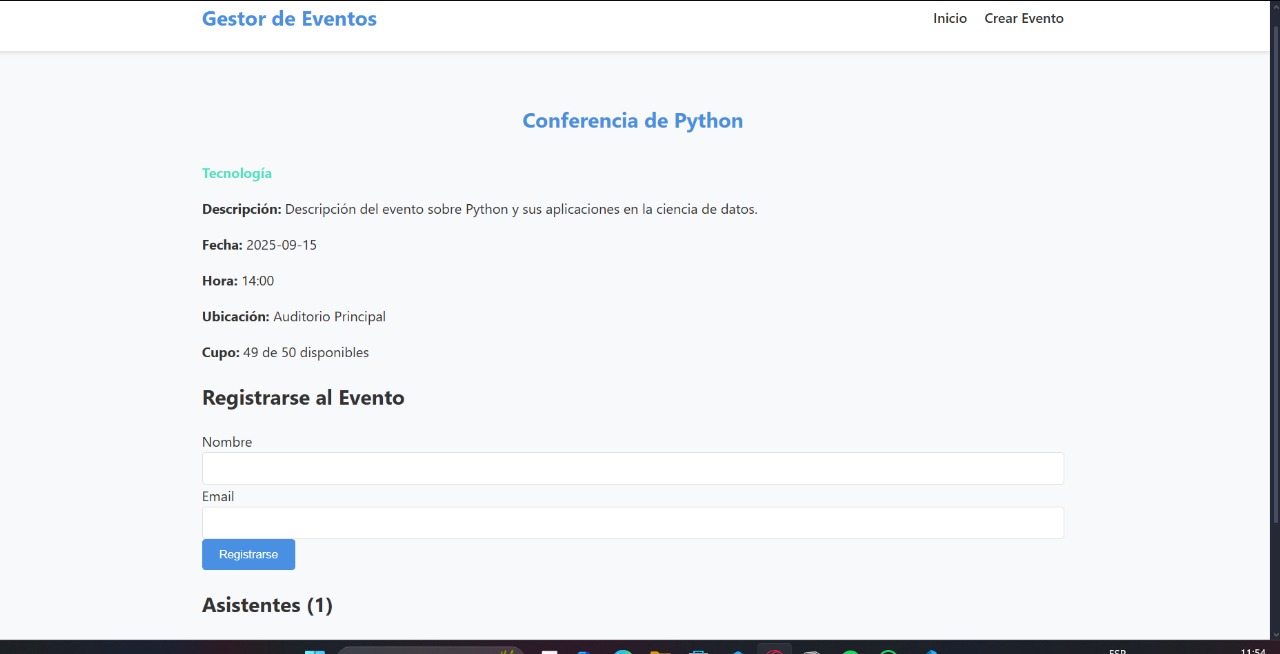 Gestor de Eventos
Inicio
Crear Evento
Conferencia de Python
Tecnología
Descripción: Descripción del evento sobre Python y sus aplicaciones en la ciencia de datos.
Fecha: 2025-09-15
Hora: 14:00
Ubicación: Auditorio Principal
Cupo: 49 de 50 disponibles
Registrarse al Evento
Nombre
Email
Registrarse
Asistentes (1)
ESP
11:54